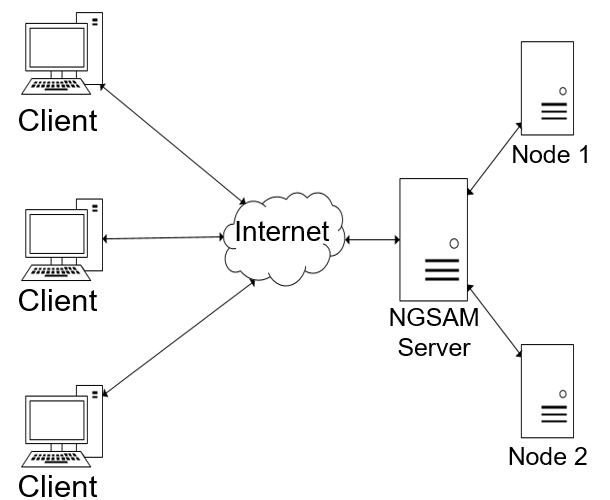 Client
Client
Client
Internet
NGSAM
Server
Node 1
Node 2